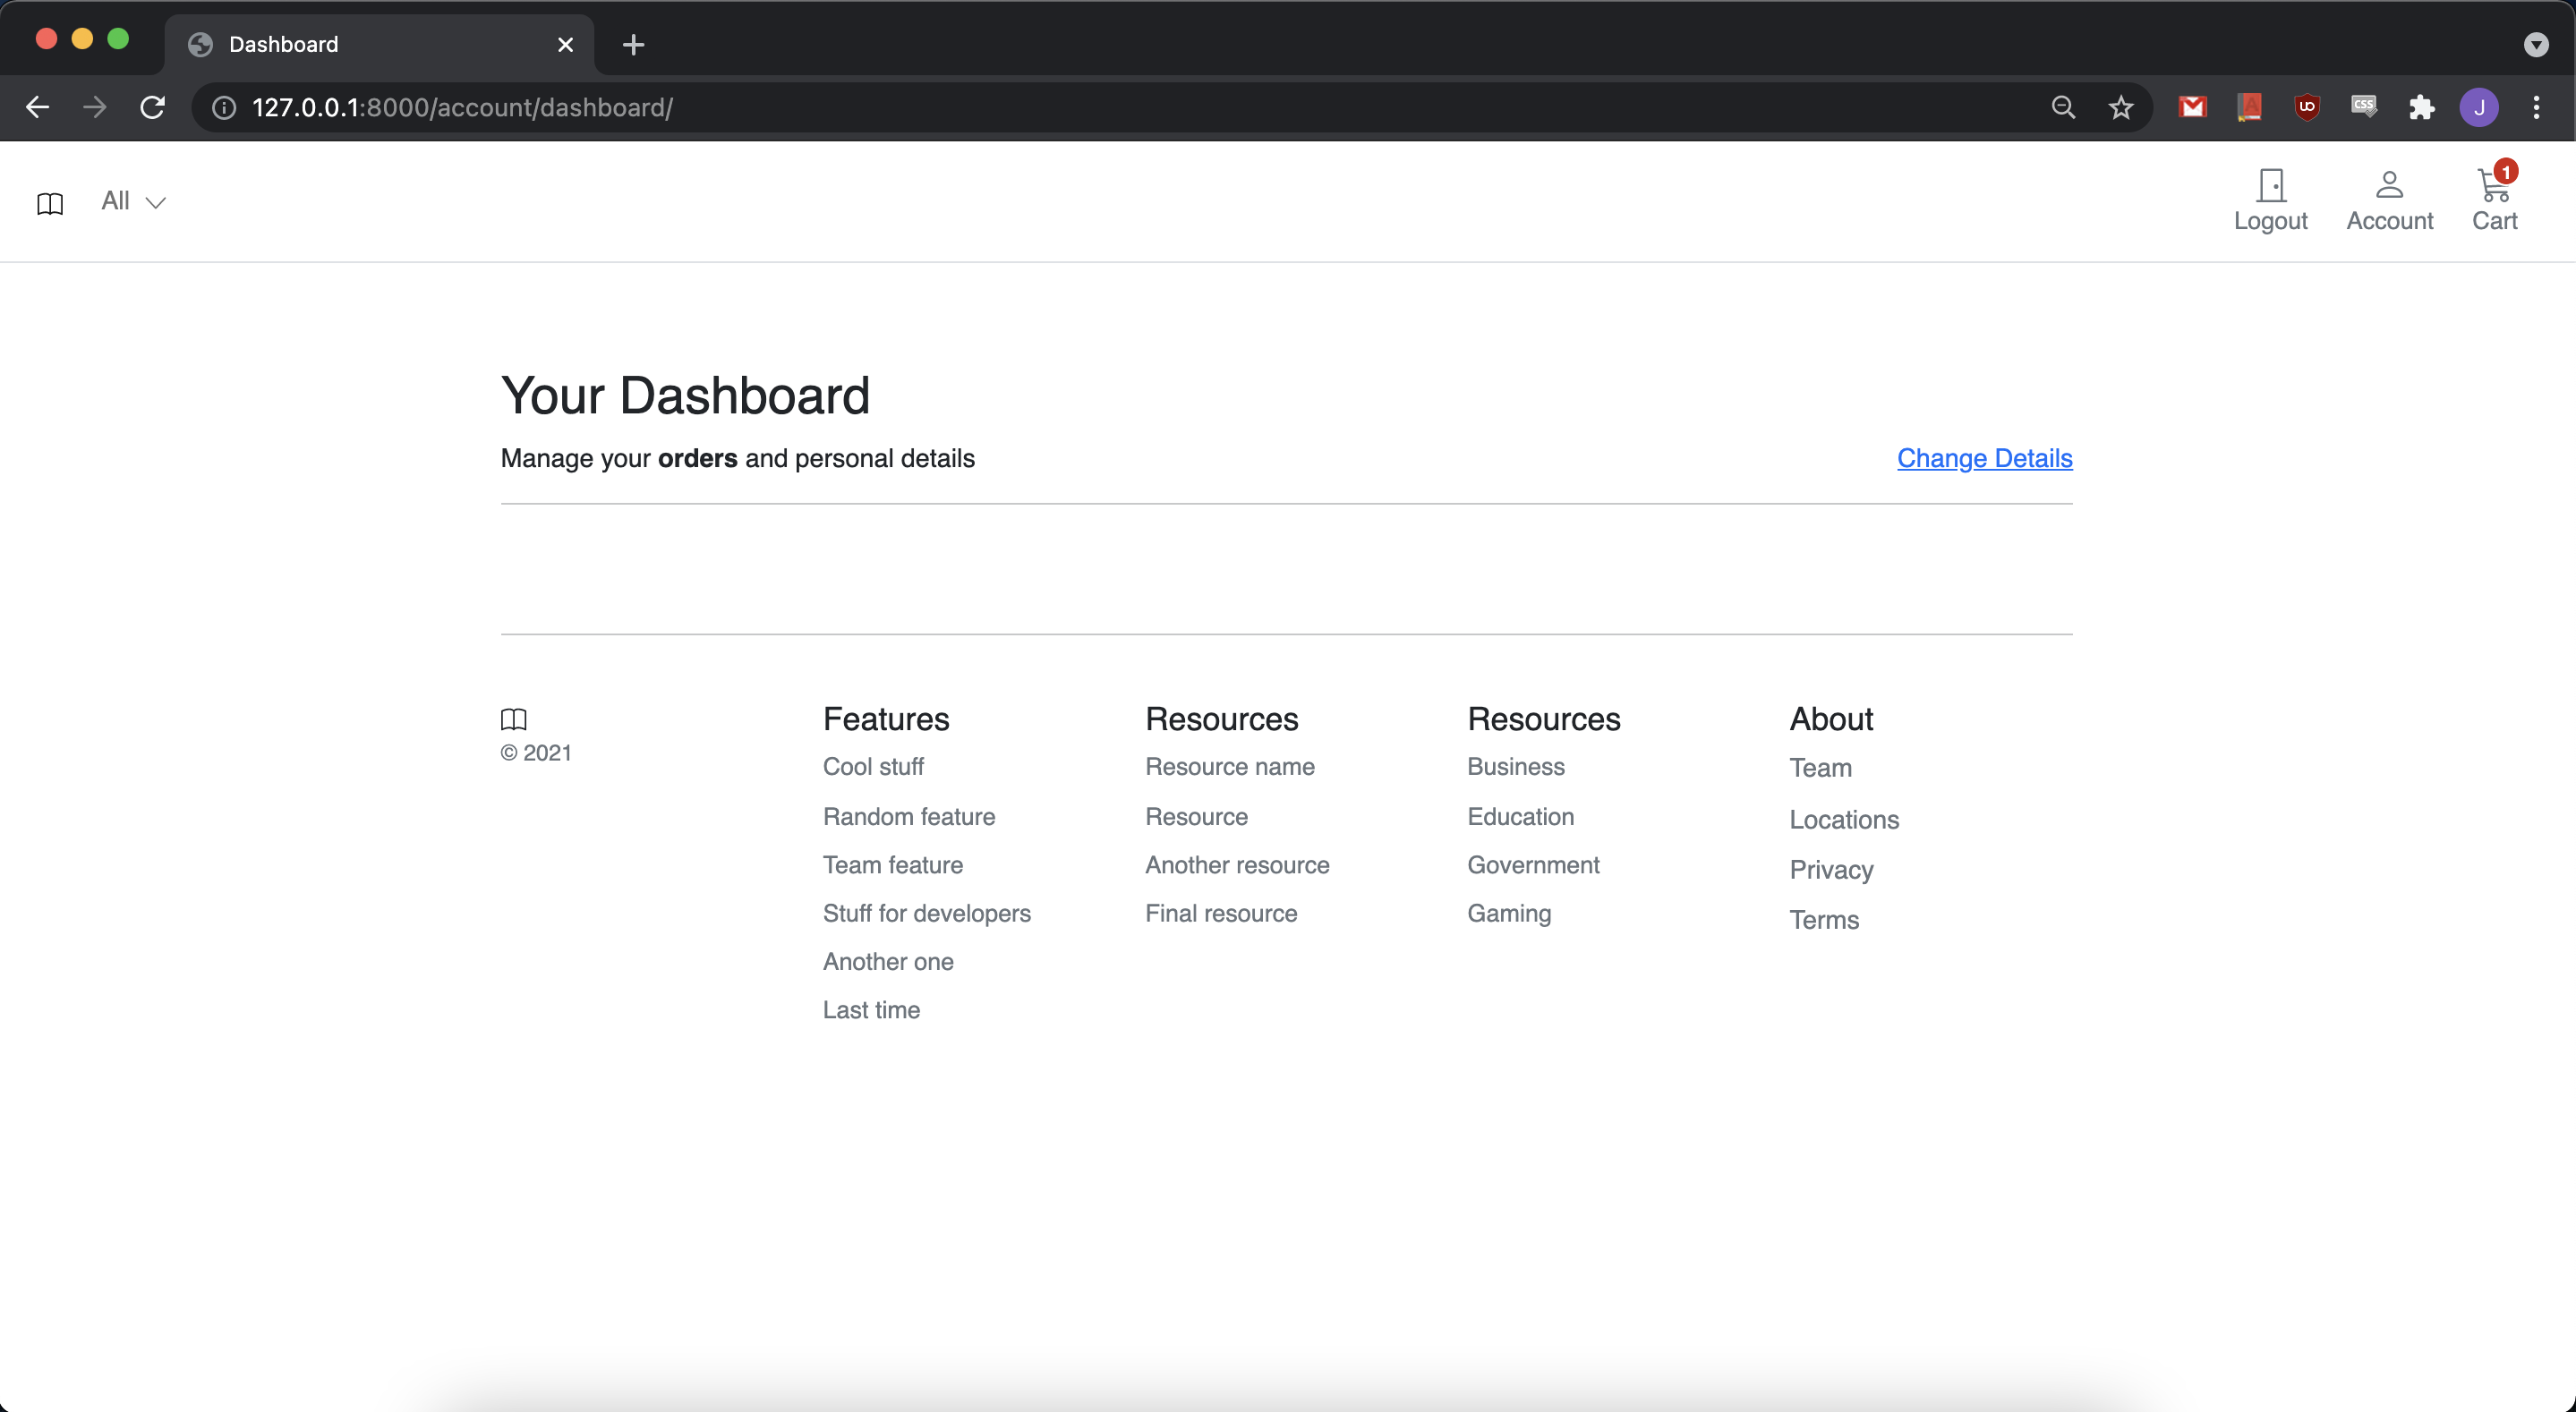 Dashboard
127.0.0.1:8000/account/dashboard/
CSS
J
All
1
Logout
Account
Cart
Your Dashboard
Manage your orders and personal details
Change Details
© 2021
Features
Cool stuff
Random feature
Team feature
Stuff for developers
Another one
Last time
Resources
Resource name
Resource
Another resource
Final resource
Resources
Business
Education
Government
Gaming
About
Team
Locations
Privacy
Terms